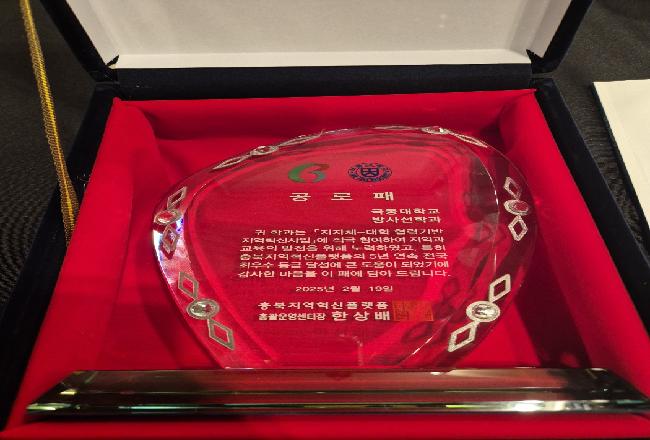 공로패
극동대학교
방사선학과
귀 학과는 「지자체-대학 협력기반
지역혁신사업」에 적극 참여하여 지역과
교육의 발전을 위해 노력하였고, 특히
충북지역혁신플랫폼의 5년 연속 전국
최우수 등급 달성에 큰 도움이 되었기에
감사한 마음을 이 패에 담아 드립니다.
2025년 2월 19일
충북지역혁신플랫폼
총괄운영센터장 한상배